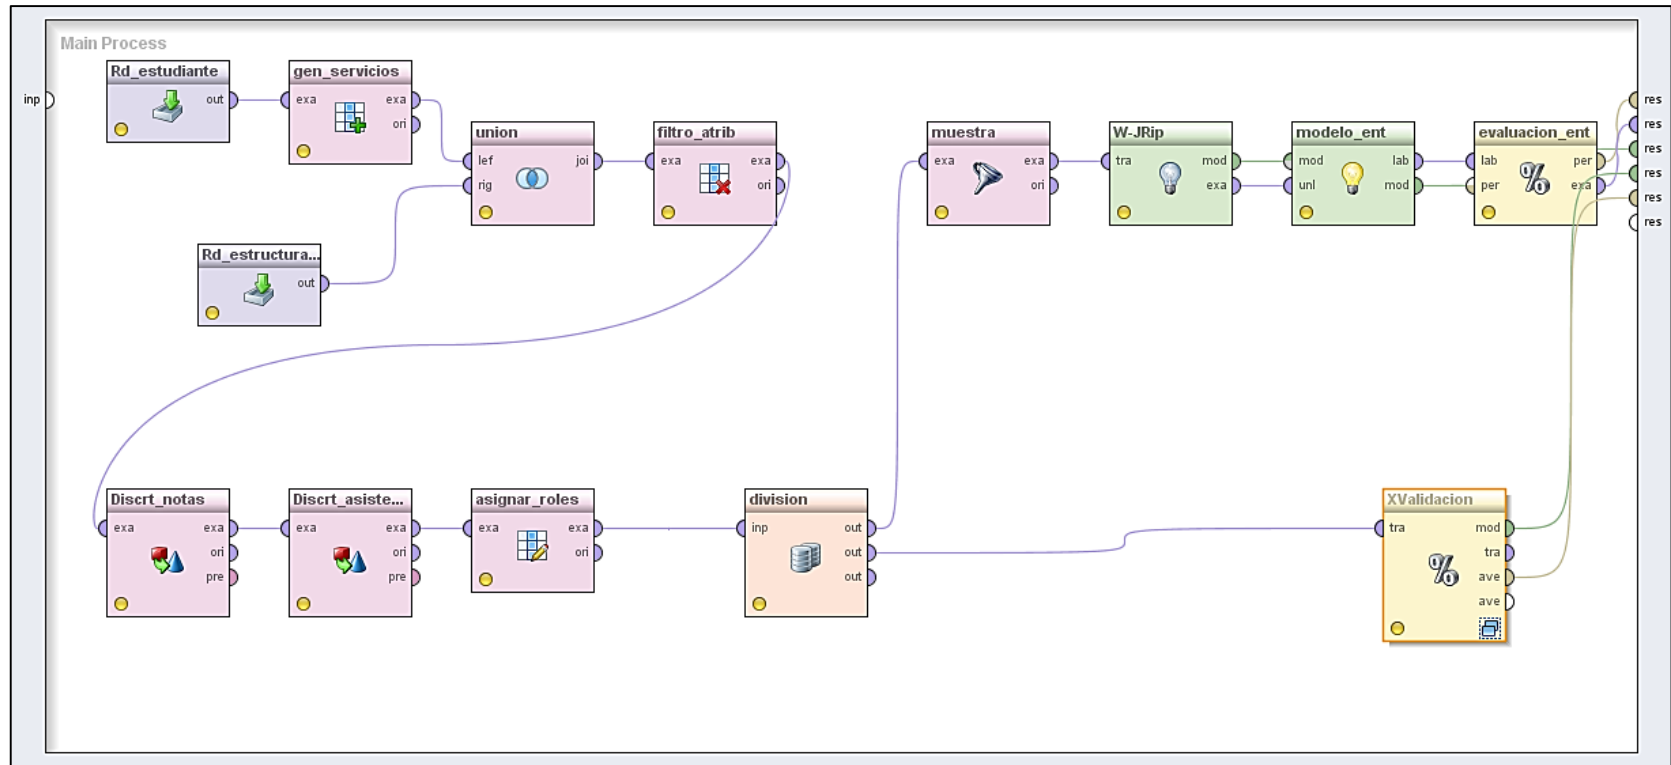 Main Process
inp
Rd_estudiante
out
gen_servicios
exa exa
ori
union
lef joi
rig
filtro_atrib
exa exa
ori
Rd_estructura...
out
muestra
exa exa
ori
W-JRip
tra mod
exa
modelo_ent
mod lab
unl mod
evaluacion_ent
lab per
per exa
res
res
res
res
res
res
Discrt_notas
exa exa
ori
pre
Discrt_asiste...
exa exa
ori
pre
asignar_roles
exa exa
ori
division
inp out
out
out
XValidacion
tra mod
tra
ave
ave